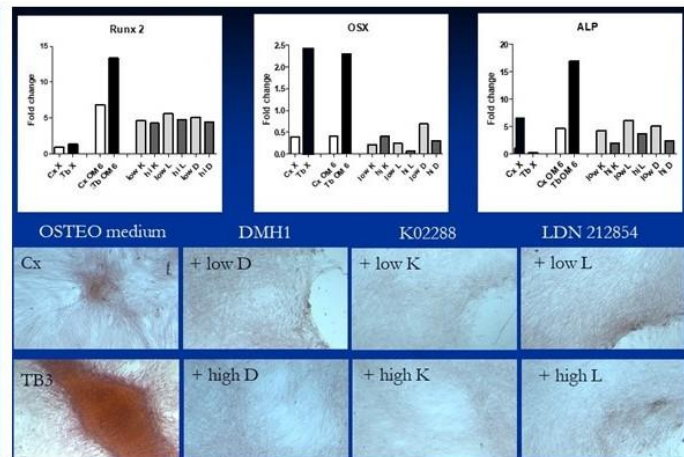 Runx 2
Fold change
15
10
5
0
Cx X
Tb X
Cx OM 6
Tb OM 6
low K
hi K
low L
hi L
low D
hi D
OSX
Fold change
2.5
2.0
1.5
1.0
0.5
0.0
Cx X
Tb X
Cx OM 6
Tb OM 6
low K
hi K
low L
hi L
low D
hi D
ALP
Fold change
20
15
10
5
0
Cx X
Tb X
Cx OM 6
TbOM 6
low K
hi K
low L
hi L
low D
hi D
OSTEO medium
DMH1
K02288
LDN 212854
Cx
+ low D
+ low K
+ low L
TB3
+ high D
+ high K
+ high L